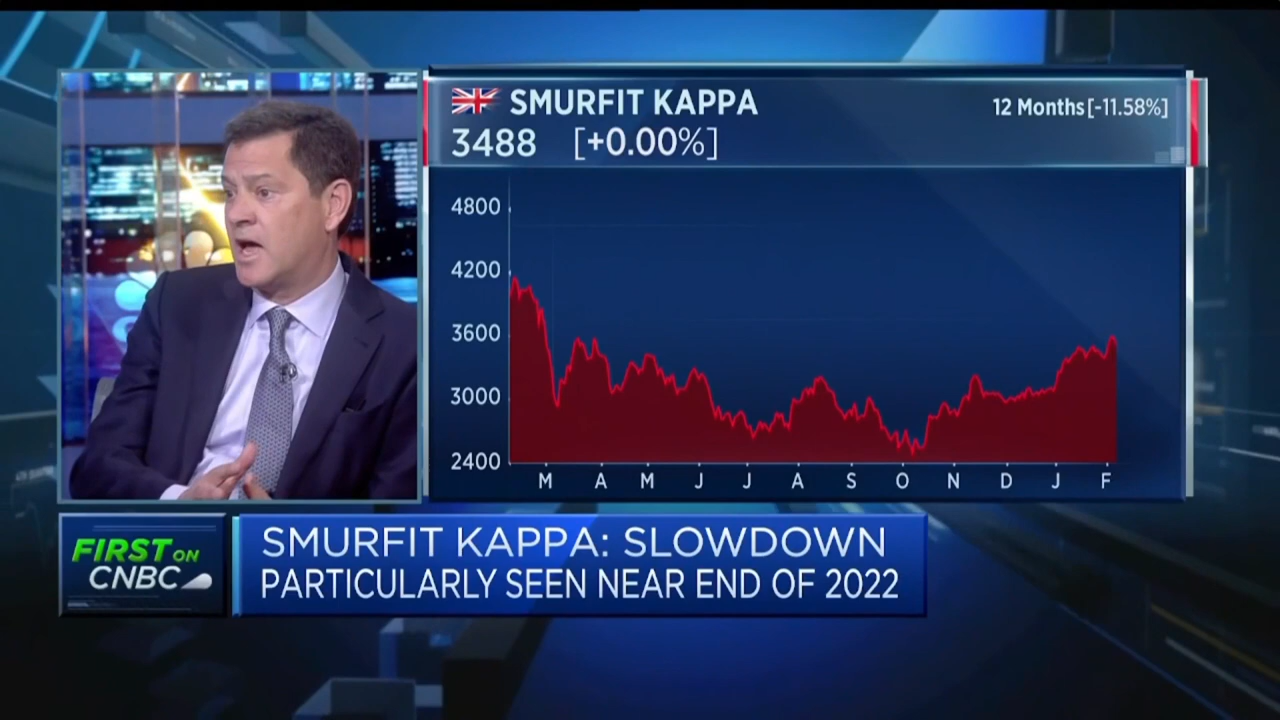 SMURFIT KAPPA
12 Months[-11.58%]
3488 [+0.00%]
4800
4200
3600
3000
2400
M A M J J A S O N D J F
FIRST ON
CNBC
SMURFIT KAPPA: SLOWDOWN
PARTICULARLY SEEN NEAR END OF 2022